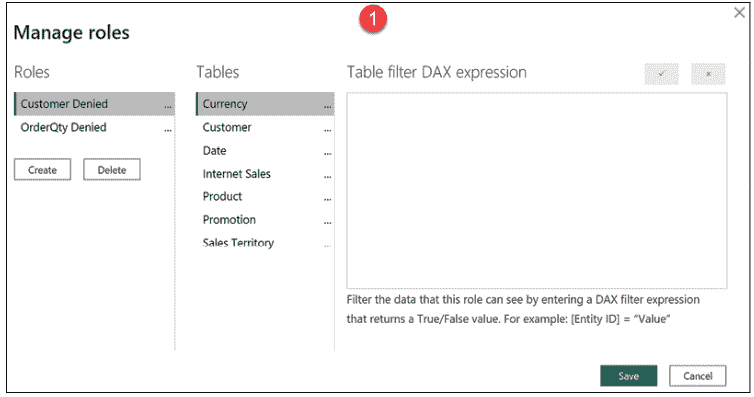 1
Manage roles
Roles
Tables
Table filter DAX expression
Customer Denied ...
Currency ...
OrderQty Denied ...
Customer ...
Date ...
Create
Delete
Internet Sales ...
Product ...
Promotion ...
Sales Territory ...
Filter the data that this role can see by entering a DAX filter expression
that returns a True/False value. For example: [Entity ID] = “Value”
Save
Cancel